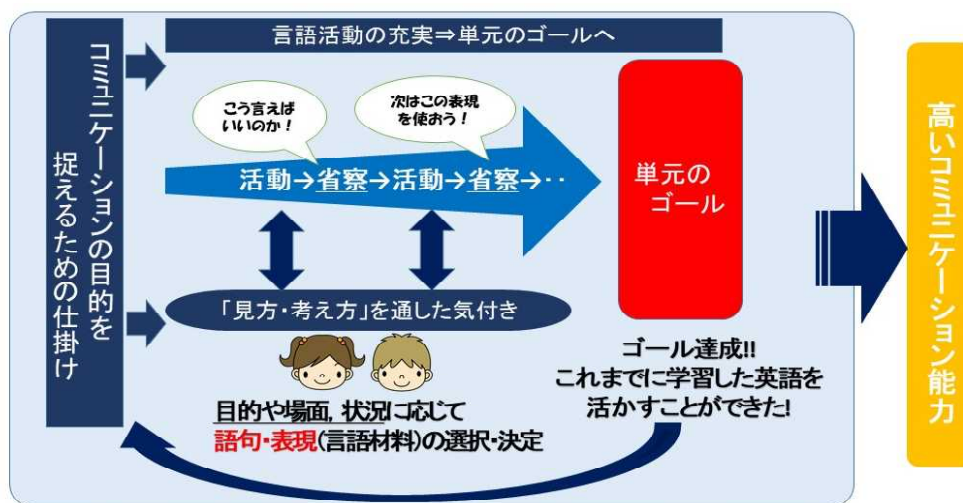 言語活動の充実⇒単元のゴールへ
コミュニケーションの目的を
捉えるための仕掛け
こう言えば
いいのか!
次はこの表現
を使おう!
活動→省察→活動→省察→‥
単元の
ゴール
「見方・考え方」を通した気付き
目的や場面,状況に応じて
語句・表現(言語材料)の選択・決定
ゴール達成!!
これまでに学習した英語を
活かすことができた!
高いコミュニケーション能力